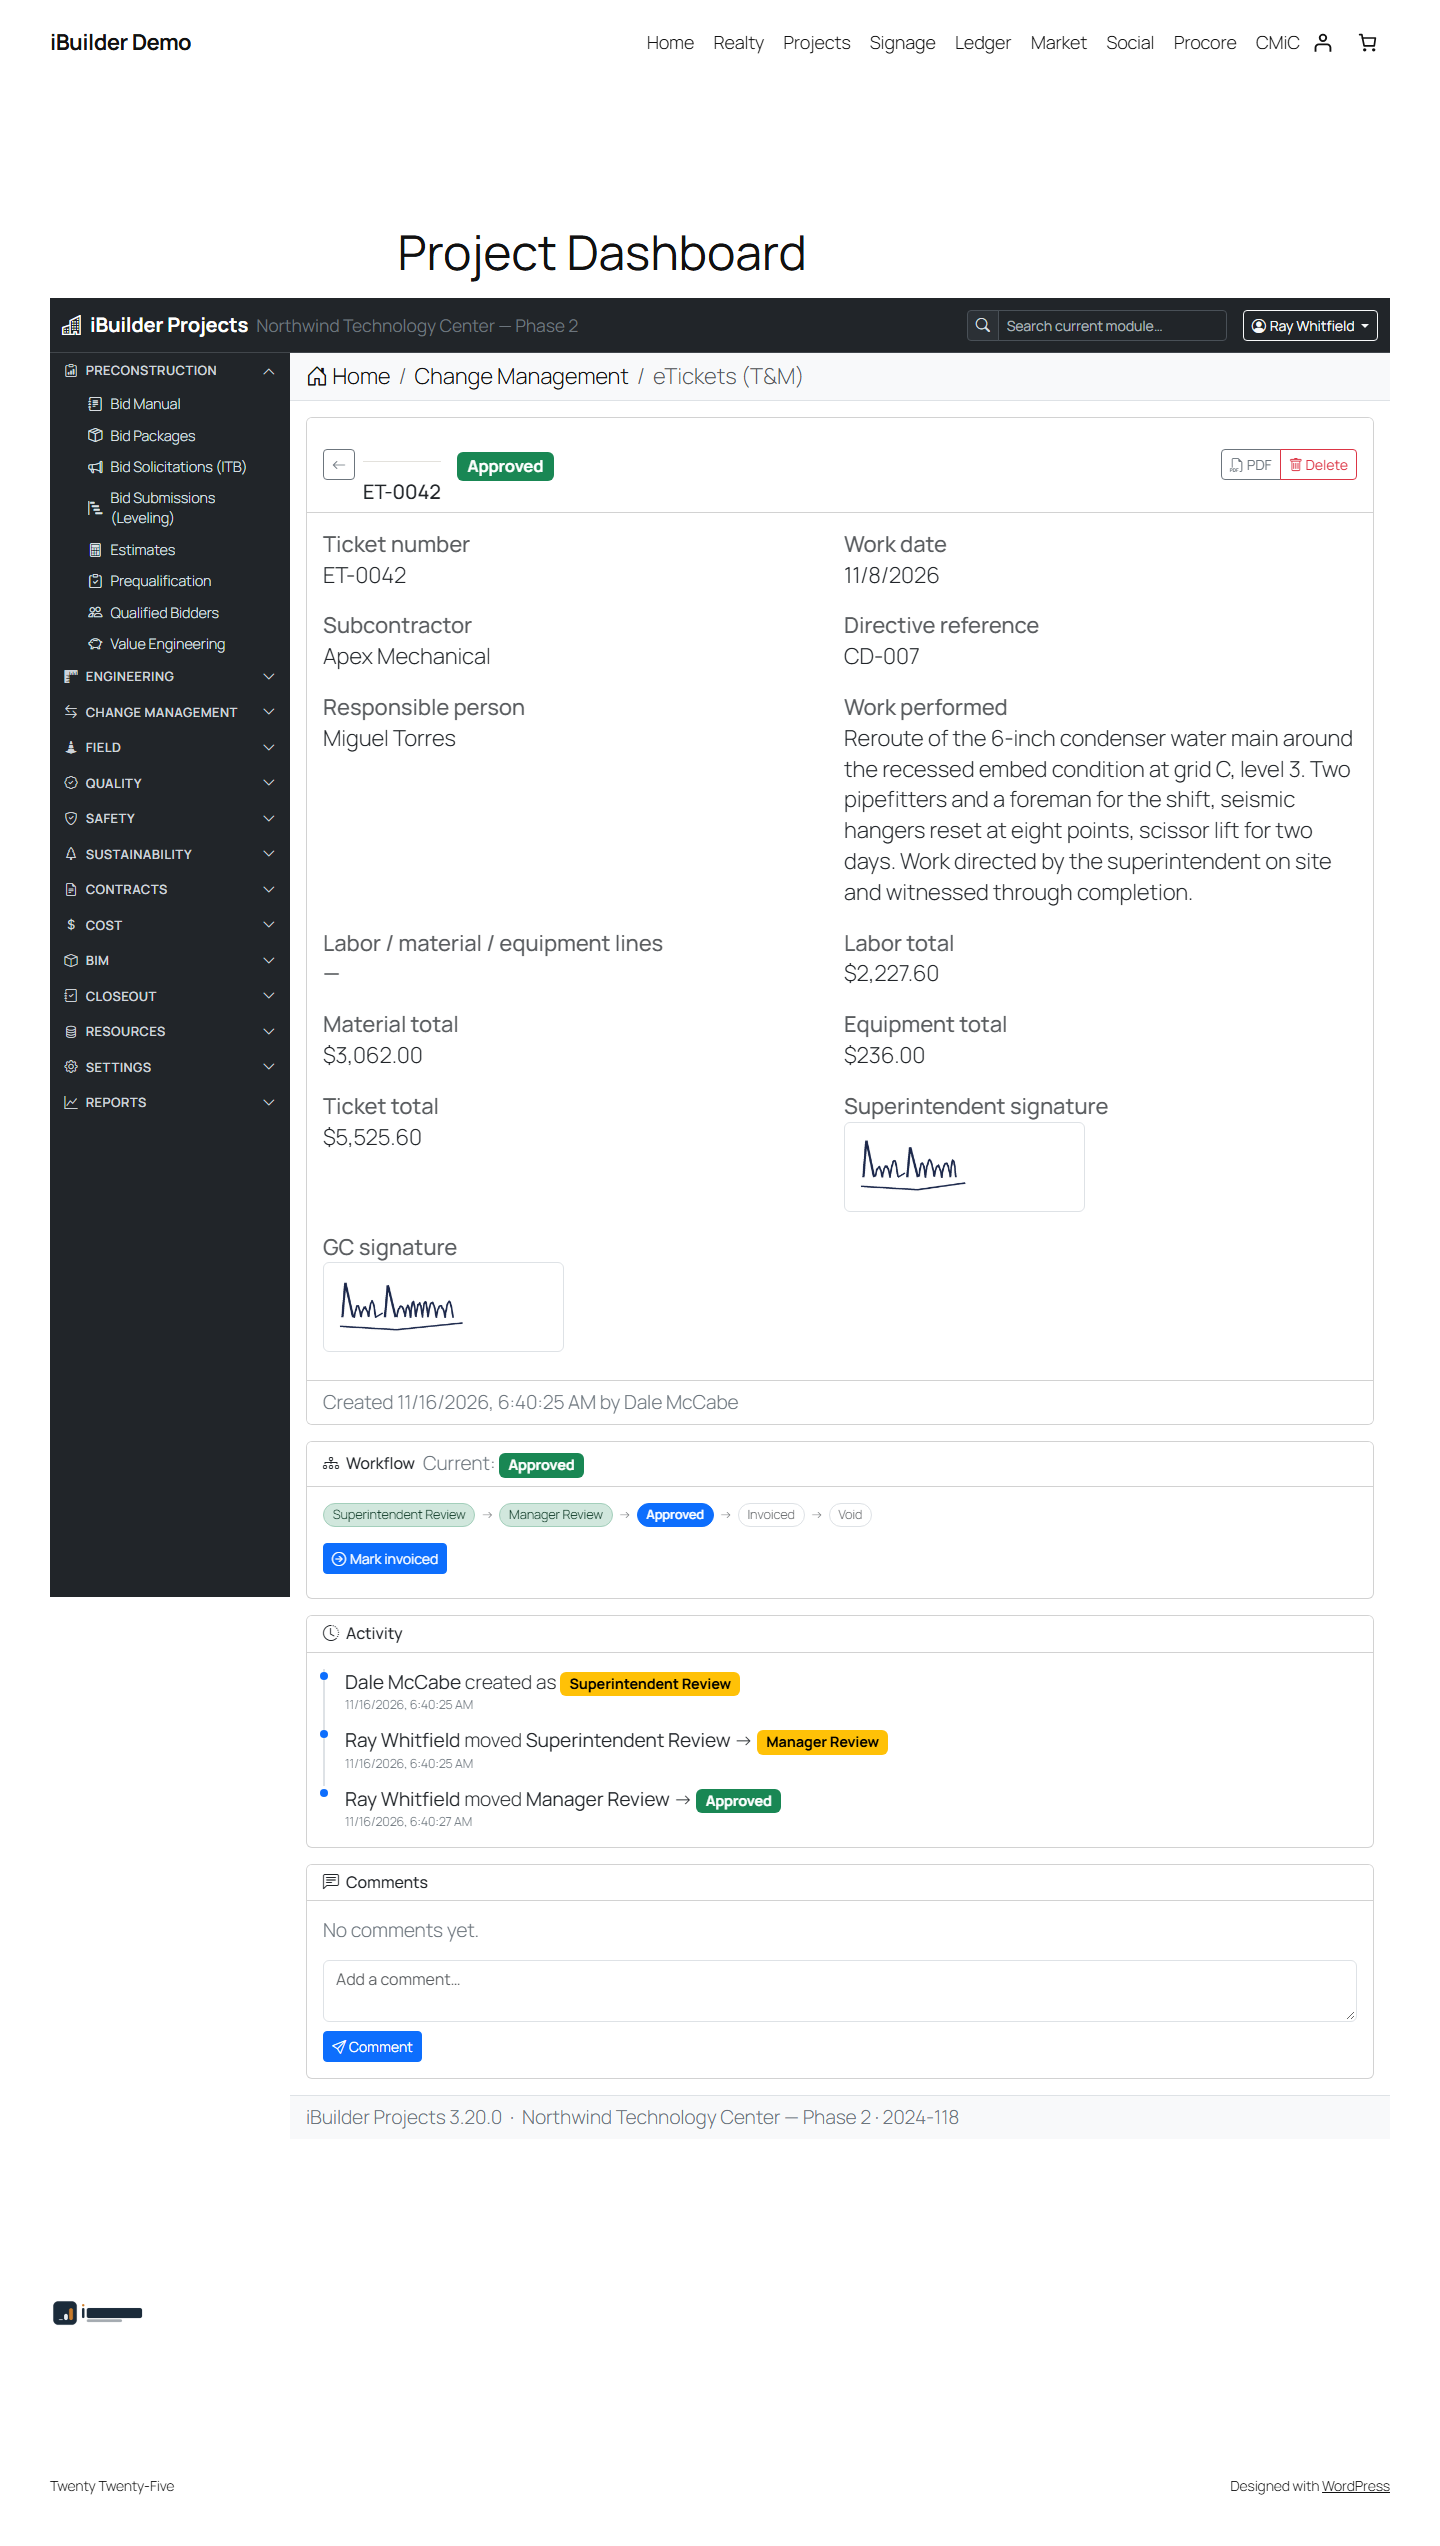 iBuilder Demo
Home Realty Projects Signage Ledger Market Social Procore CMiC
Project Dashboard
iBuilder Projects Northwind Technology Center — Phase 2
Search current module...
Ray Whitfield
PRECONSTRUCTION
Bid Manual
Bid Packages
Bid Solicitations (ITB)
Bid Submissions
(Leveling)
Estimates
Prequalification
Qualified Bidders
Value Engineering
ENGINEERING
CHANGE MANAGEMENT
FIELD
QUALITY
SAFETY
SUSTAINABILITY
CONTRACTS
COST
BIM
CLOSEOUT
RESOURCES
SETTINGS
REPORTS
Home / Change Management / eTickets (T&M)
ET-0042
Approved
PDF
Delete
Ticket number
ET-0042
Work date
11/8/2026
Subcontractor
Apex Mechanical
Directive reference
CD-007
Responsible person
Miguel Torres
Work performed
Reroute of the 6-inch condenser water main around
the recessed embed condition at grid C, level 3. Two
pipefitters and a foreman for the shift, seismic
hangers reset at eight points, scissor lift for two
days. Work directed by the superintendent on site
and witnessed through completion.
Labor / material / equipment lines
—
Labor total
$2,227.60
Material total
$3,062.00
Equipment total
$236.00
Ticket total
$5,525.60
Superintendent signature
GC signature
Created 11/16/2026, 6:40:25 AM by Dale McCabe
Workflow Current: Approved
Superintendent Review → Manager Review → Approved → Invoiced → Void
Mark invoiced
Activity
Dale McCabe created as Superintendent Review
11/16/2026, 6:40:25 AM
Ray Whitfield moved Superintendent Review → Manager Review
11/16/2026, 6:40:25 AM
Ray Whitfield moved Manager Review → Approved
11/16/2026, 6:40:27 AM
Comments
No comments yet.
Add a comment...
Comment
iBuilder Projects 3.20.0 · Northwind Technology Center — Phase 2 · 2024-118
Twenty Twenty-Five
Designed with WordPress